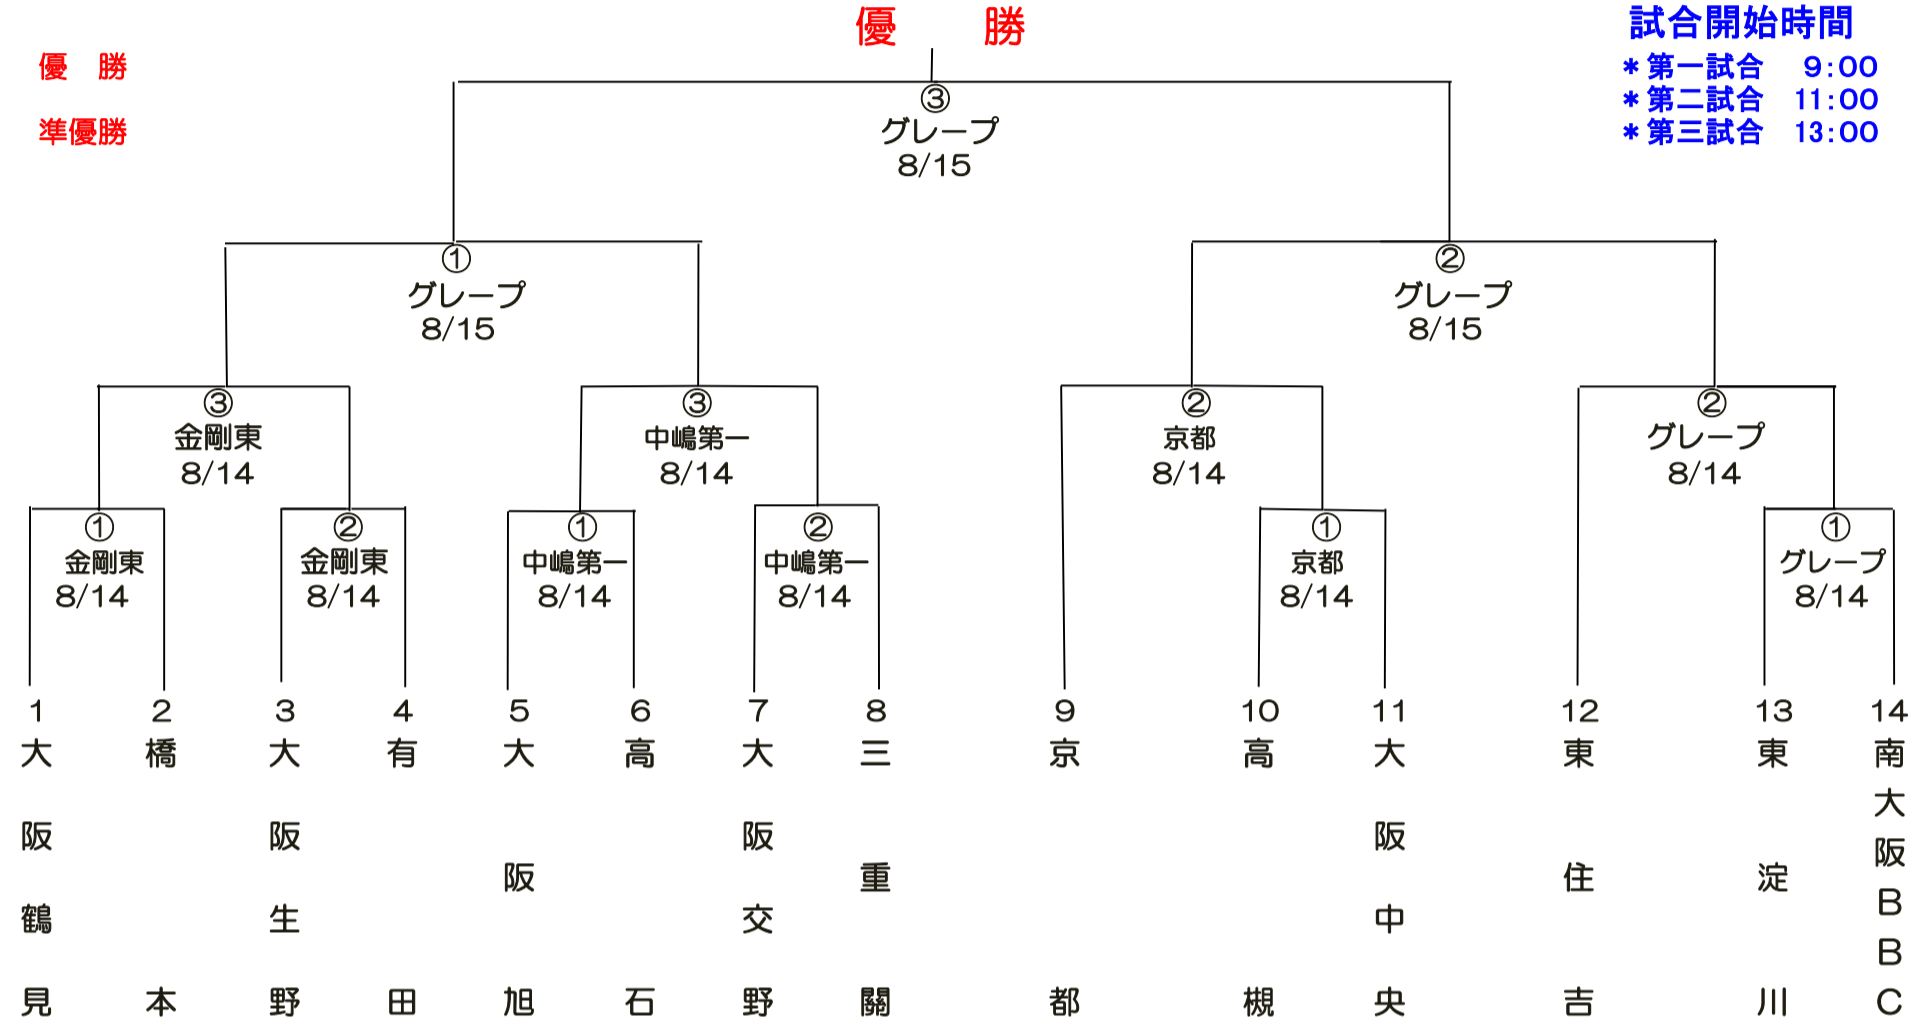 優　勝
試合開始時間
優　勝
準優勝
＊第一試合　9:00
＊第二試合　11:00
＊第三試合　13:00
③
グレープ
8/15
①
グレープ
8/15
②
グレープ
8/15
③
金剛東
8/14
③
中嶋第一
8/14
②
京都
8/14
②
グレープ
8/14
①
金剛東
8/14
②
金剛東
8/14
①
中嶋第一
8/14
②
中嶋第一
8/14
①
京都
8/14
①
グレープ
8/14
1
大阪鶴見
2
橋本
3
大阪生野
4
有田
5
大阪旭
6
高石
7
大阪交野
8
三重關
9
京都
10
高槻
11
大阪中央
12
東住吉
13
東淀川
14
南大阪BBC